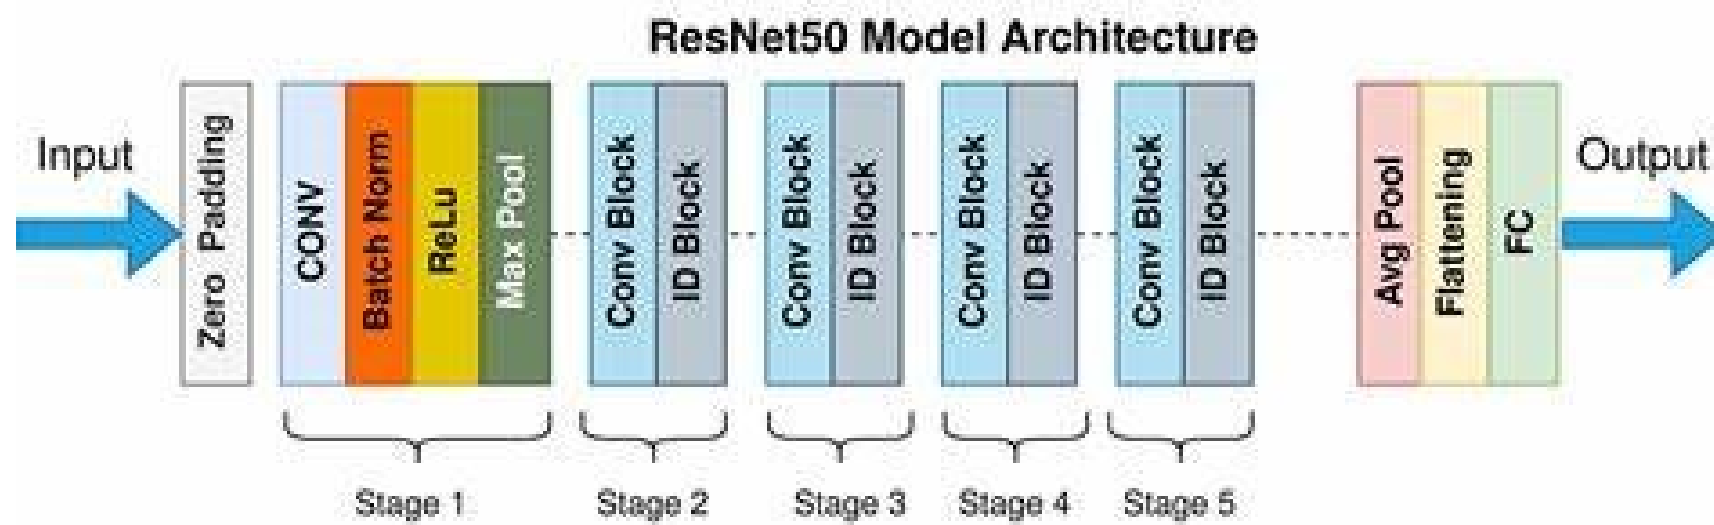 ResNet50 Model Architecture
Input
Zero Padding
CONV
Batch Norm
ReLu
Max Pool
Conv Block
ID Block
Conv Block
ID Block
Conv Block
ID Block
Conv Block
ID Block
Avg Pool
Flattening
FC
Output
Stage 1
Stage 2
Stage 3
Stage 4
Stage 5